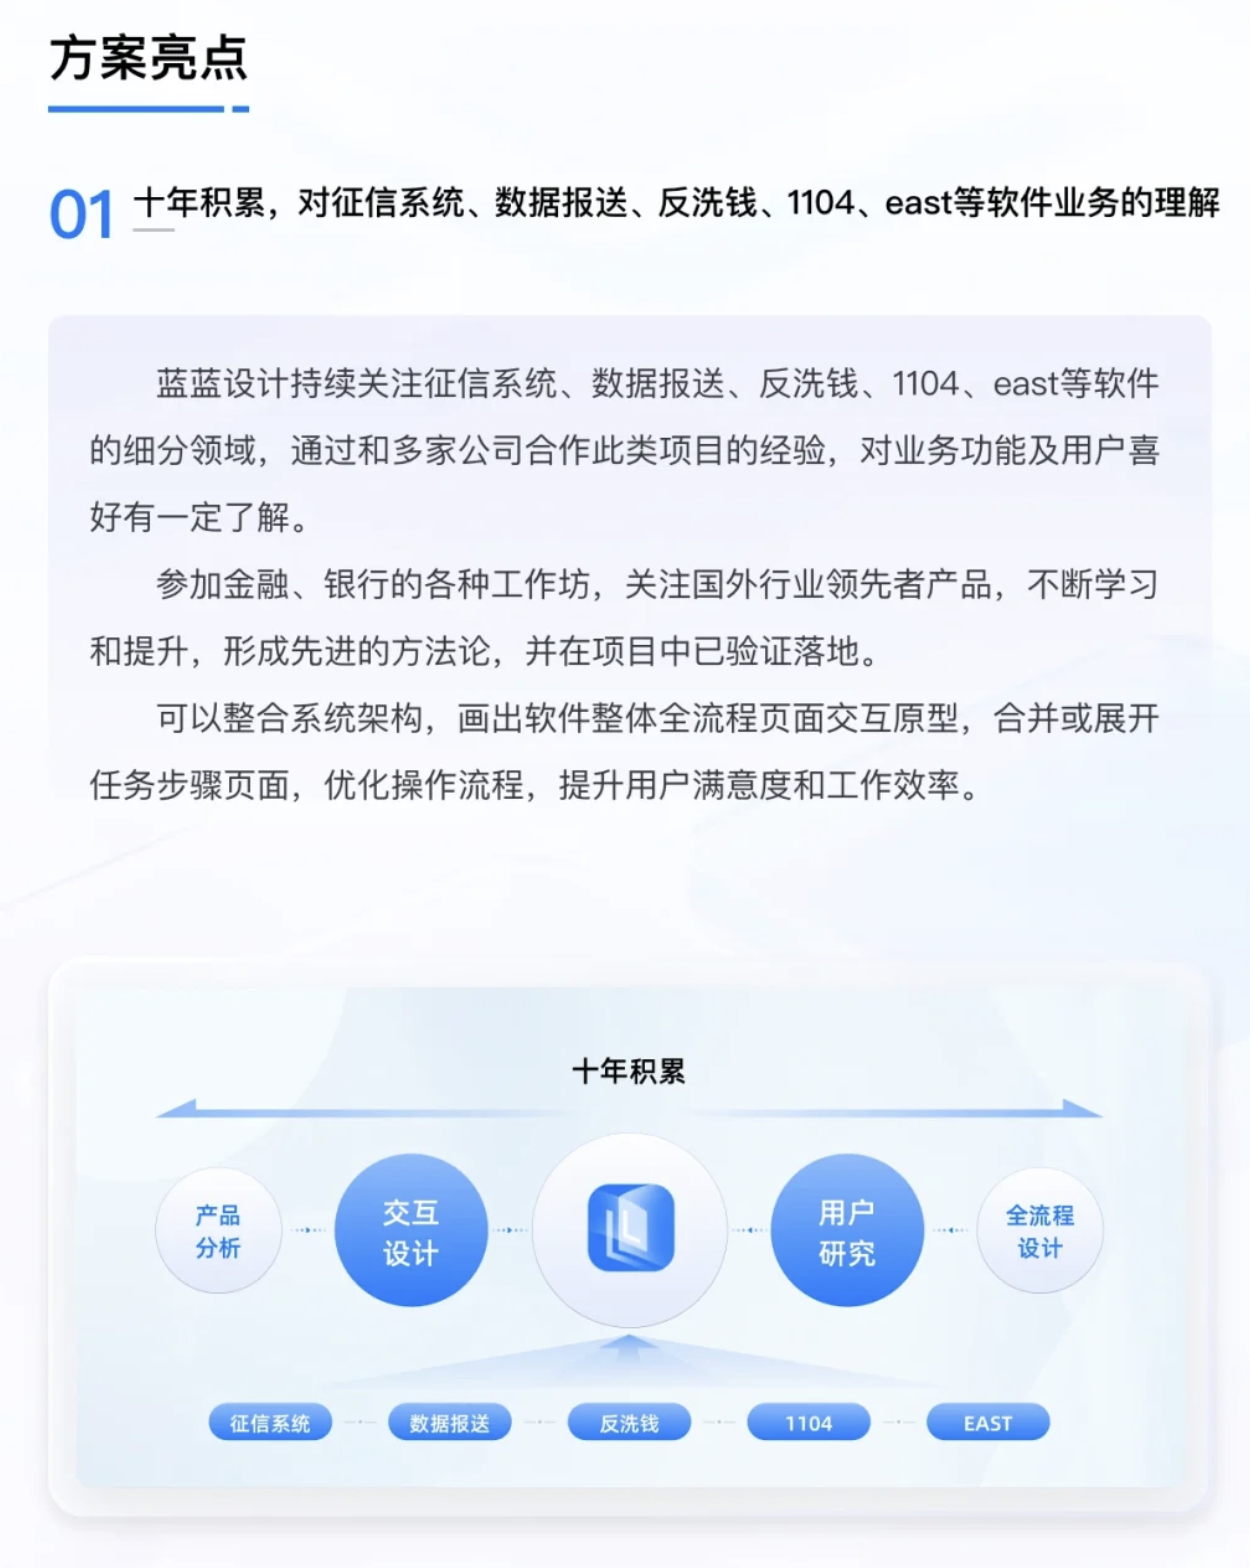 方案亮点
01 十年积累，对征信系统、数据报送、反洗钱、1104、east等软件业务的理解
蓝蓝设计持续关注征信系统、数据报送、反洗钱、1104、east等软件
的细分领域，通过和多家公司合作此类项目的经验，对业务功能及用户喜
好有一定了解。
参加金融、银行的各种工作坊，关注国外行业领先者产品，不断学习
和提升，形成先进的方法论，并在项目中已验证落地。
可以整合系统架构，画出软件整体全流程页面交互原型，合并或展开
任务步骤页面，优化操作流程，提升用户满意度和工作效率。
十年积累
产品
分析
交互
设计
L
用户
研究
全流程
设计
征信系统
数据报送
反洗钱
1104
EAST